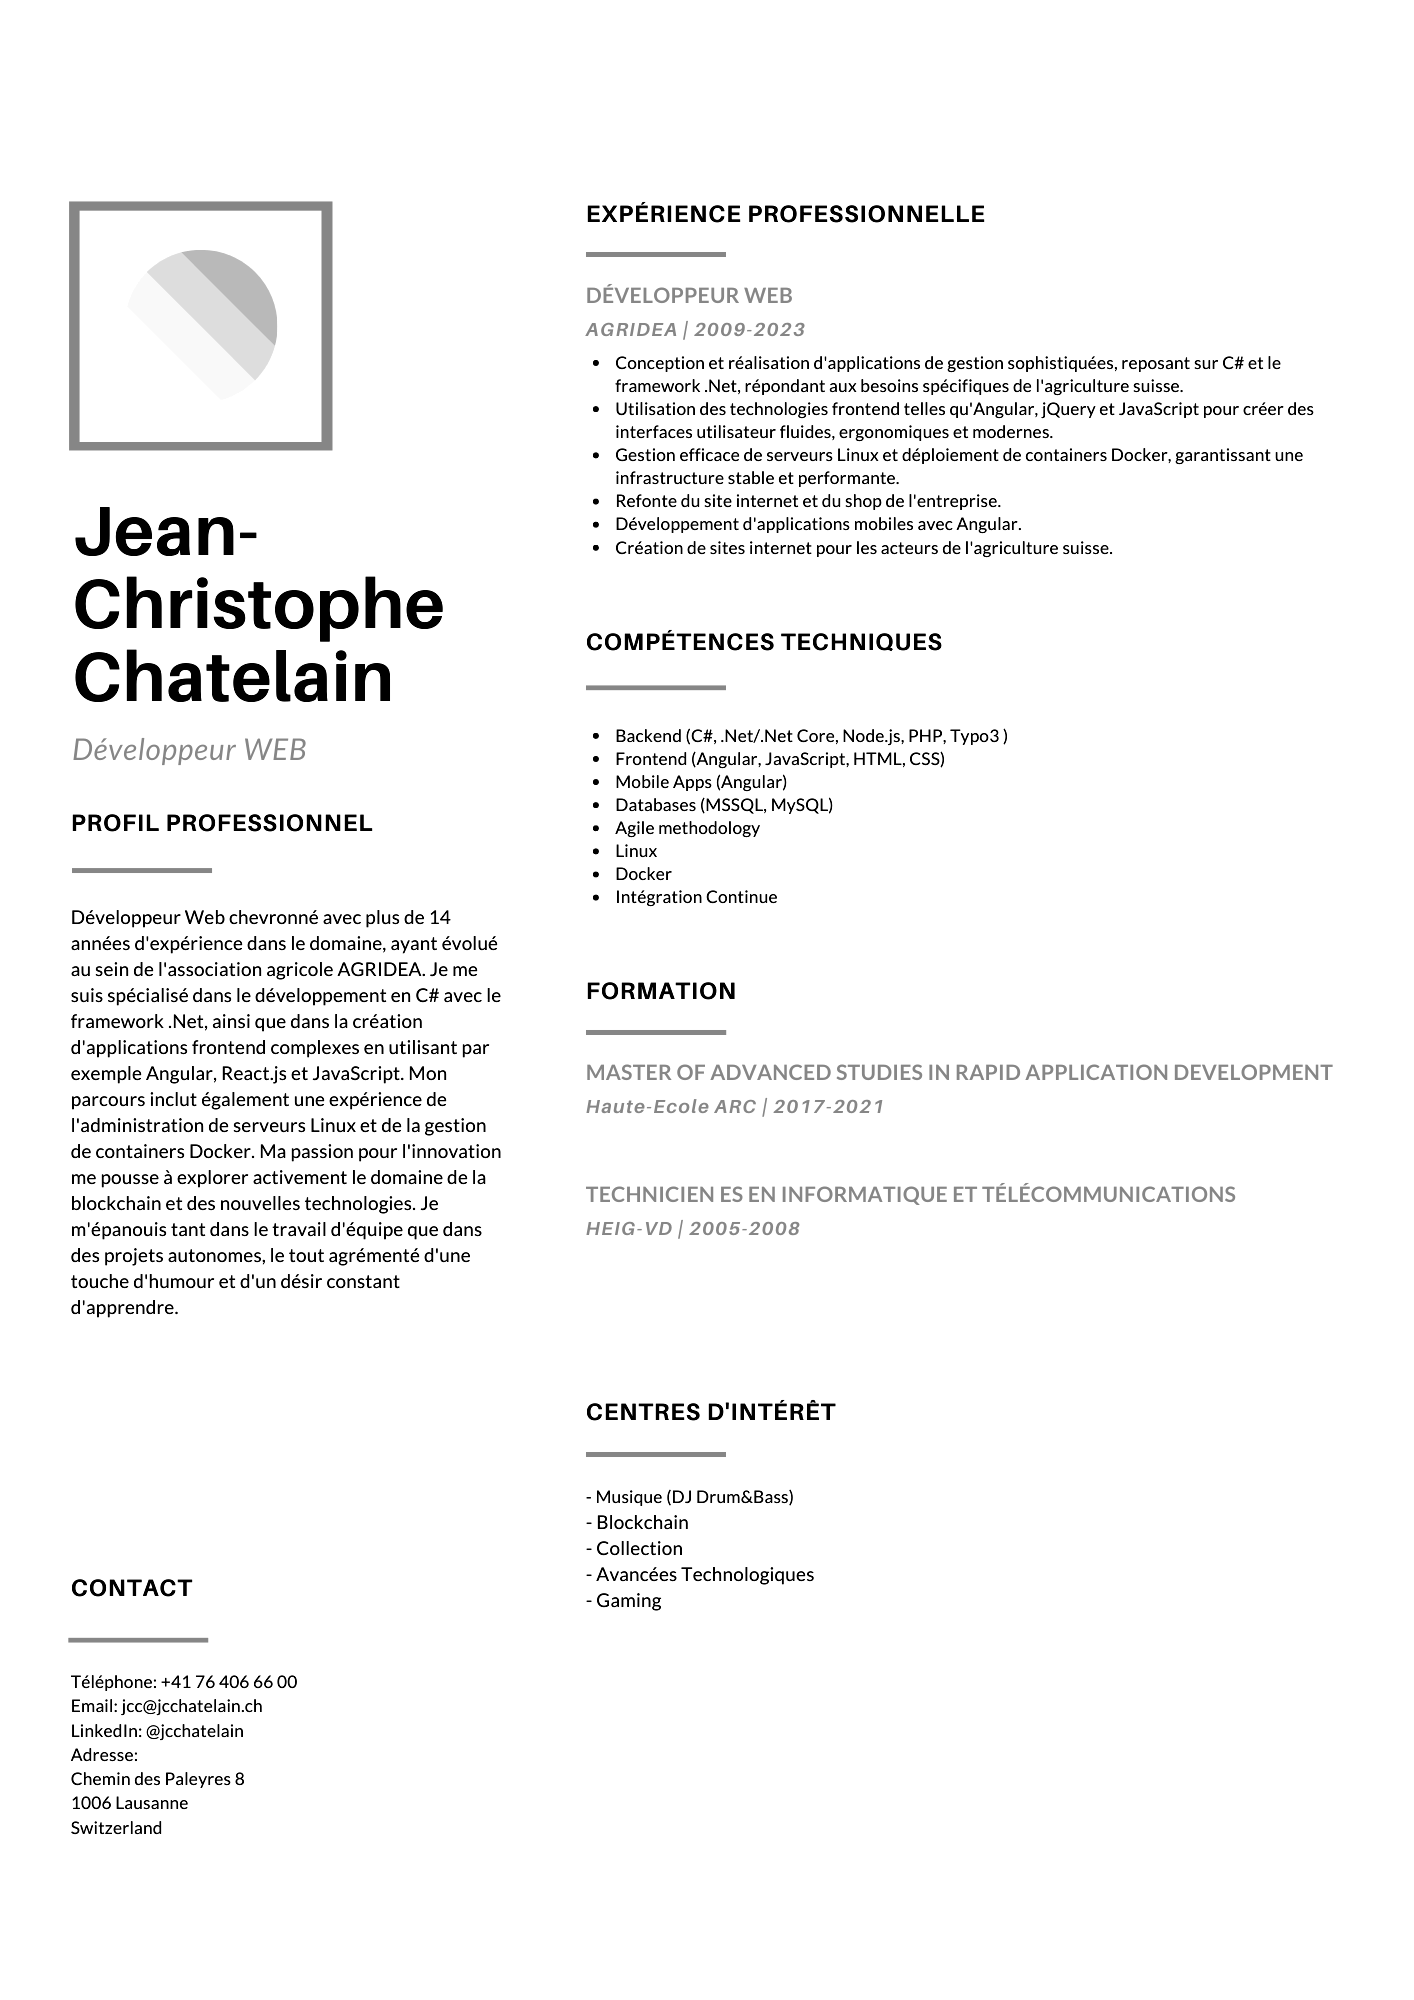 Jean-
Christophe
Chatelain
Développeur WEB
PROFIL PROFESSIONNEL
Développeur Web chevronné avec plus de 14
années d'expérience dans le domaine, ayant évolué
au sein de l'association agricole AGRIDEA. Je me
suis spécialisé dans le développement en C# avec le
framework .Net, ainsi que dans la création
d'applications frontend complexes en utilisant par
exemple Angular, React.js et JavaScript. Mon
parcours inclut également une expérience de
l'administration de serveurs Linux et de la gestion
de containers Docker. Ma passion pour l'innovation
me pousse à explorer activement le domaine de la
blockchain et des nouvelles technologies. Je
m'épanouis tant dans le travail d'équipe que dans
des projets autonomes, le tout agrémenté d'une
touche d'humour et d'un désir constant
d'apprendre.
CONTACT
Téléphone: +41 76 406 66 00
Email: jcc@jcchatelain.ch
LinkedIn: @jcchatelain
Adresse:
Chemin des Paleyres 8
1006 Lausanne
Switzerland
EXPÉRIENCE PROFESSIONNELLE
DÉVELOPPEUR WEB
AGRIDEA | 2009-2023
• Conception et réalisation d'applications de gestion sophistiquées, reposant sur C# et le
framework .Net, répondant aux besoins spécifiques de l'agriculture suisse.
• Utilisation des technologies frontend telles qu'Angular, jQuery et JavaScript pour créer des
interfaces utilisateur fluides, ergonomiques et modernes.
• Gestion efficace de serveurs Linux et déploiement de containers Docker, garantissant une
infrastructure stable et performante.
• Refonte du site internet et du shop de l'entreprise.
• Développement d'applications mobiles avec Angular.
• Création de sites internet pour les acteurs de l'agriculture suisse.
COMPÉTENCES TECHNIQUES
• Backend (C#, .Net/.Net Core, Node.js, PHP, Typo3 )
• Frontend (Angular, JavaScript, HTML, CSS)
• Mobile Apps (Angular)
• Databases (MSSQL, MySQL)
• Agile methodology
• Linux
• Docker
• Intégration Continue
FORMATION
MASTER OF ADVANCED STUDIES IN RAPID APPLICATION DEVELOPMENT
Haute-Ecole ARC | 2017-2021
TECHNICIEN ES EN INFORMATIQUE ET TÉLÉCOMMUNICATIONS
HEIG-VD | 2005-2008
CENTRES D'INTÉRÊT
- Musique (DJ Drum&Bass)
- Blockchain
- Collection
- Avancées Technologiques
- Gaming